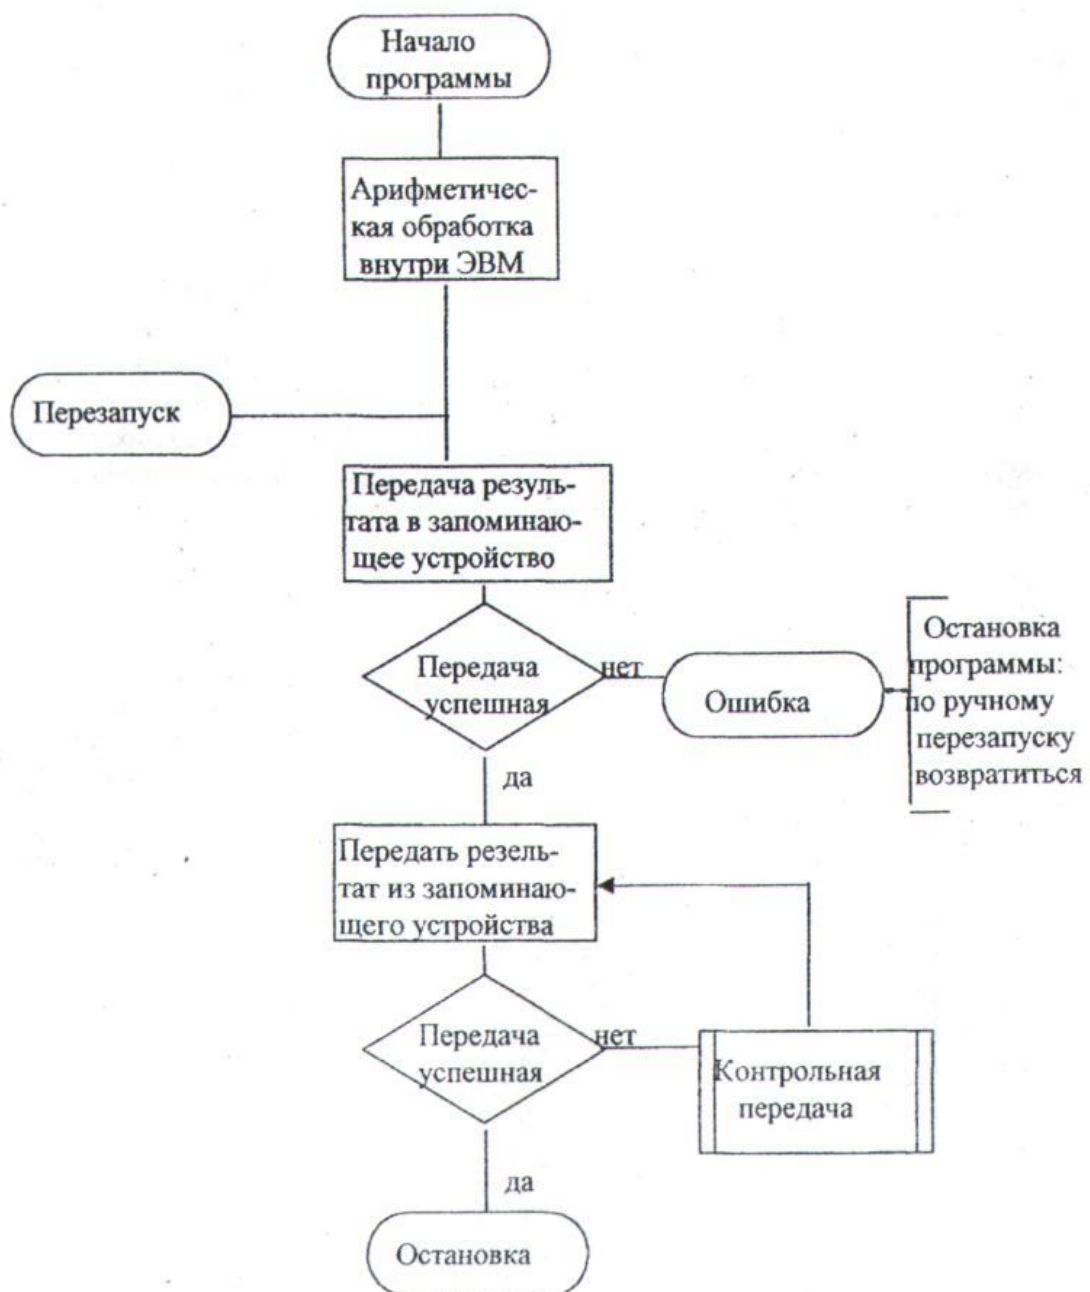 Начало
программы
Арифметичес-
кая обработка
внутри ЭВМ
Перезапуск
Передача резуль-
тата в запоминаю-
щее устройство
Передача
успешная
нет
Ошибка
Остановка
программы:
по ручному
перезапуску
возвратиться
да
Передать резель-
тат из запоминаю-
щего устройства
Передача
успешная
нет
Контрольная
передача
да
Остановка